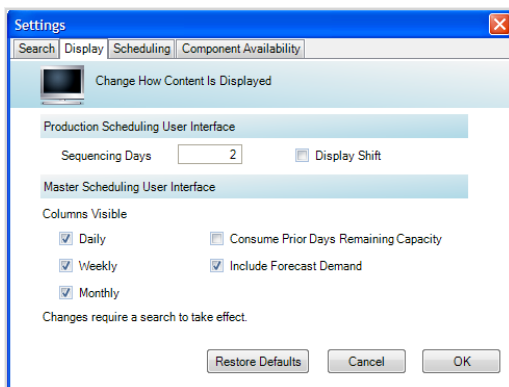 Settings
Search Display Scheduling Component Availability
Change How Content Is Displayed
Production Scheduling User Interface
Sequencing Days 2 Display Shift
Master Scheduling User Interface
Columns Visible
Daily Consume Prior Days Remaining Capacity
Weekly Include Forecast Demand
Monthly
Changes require a search to take effect.
Restore Defaults Cancel OK